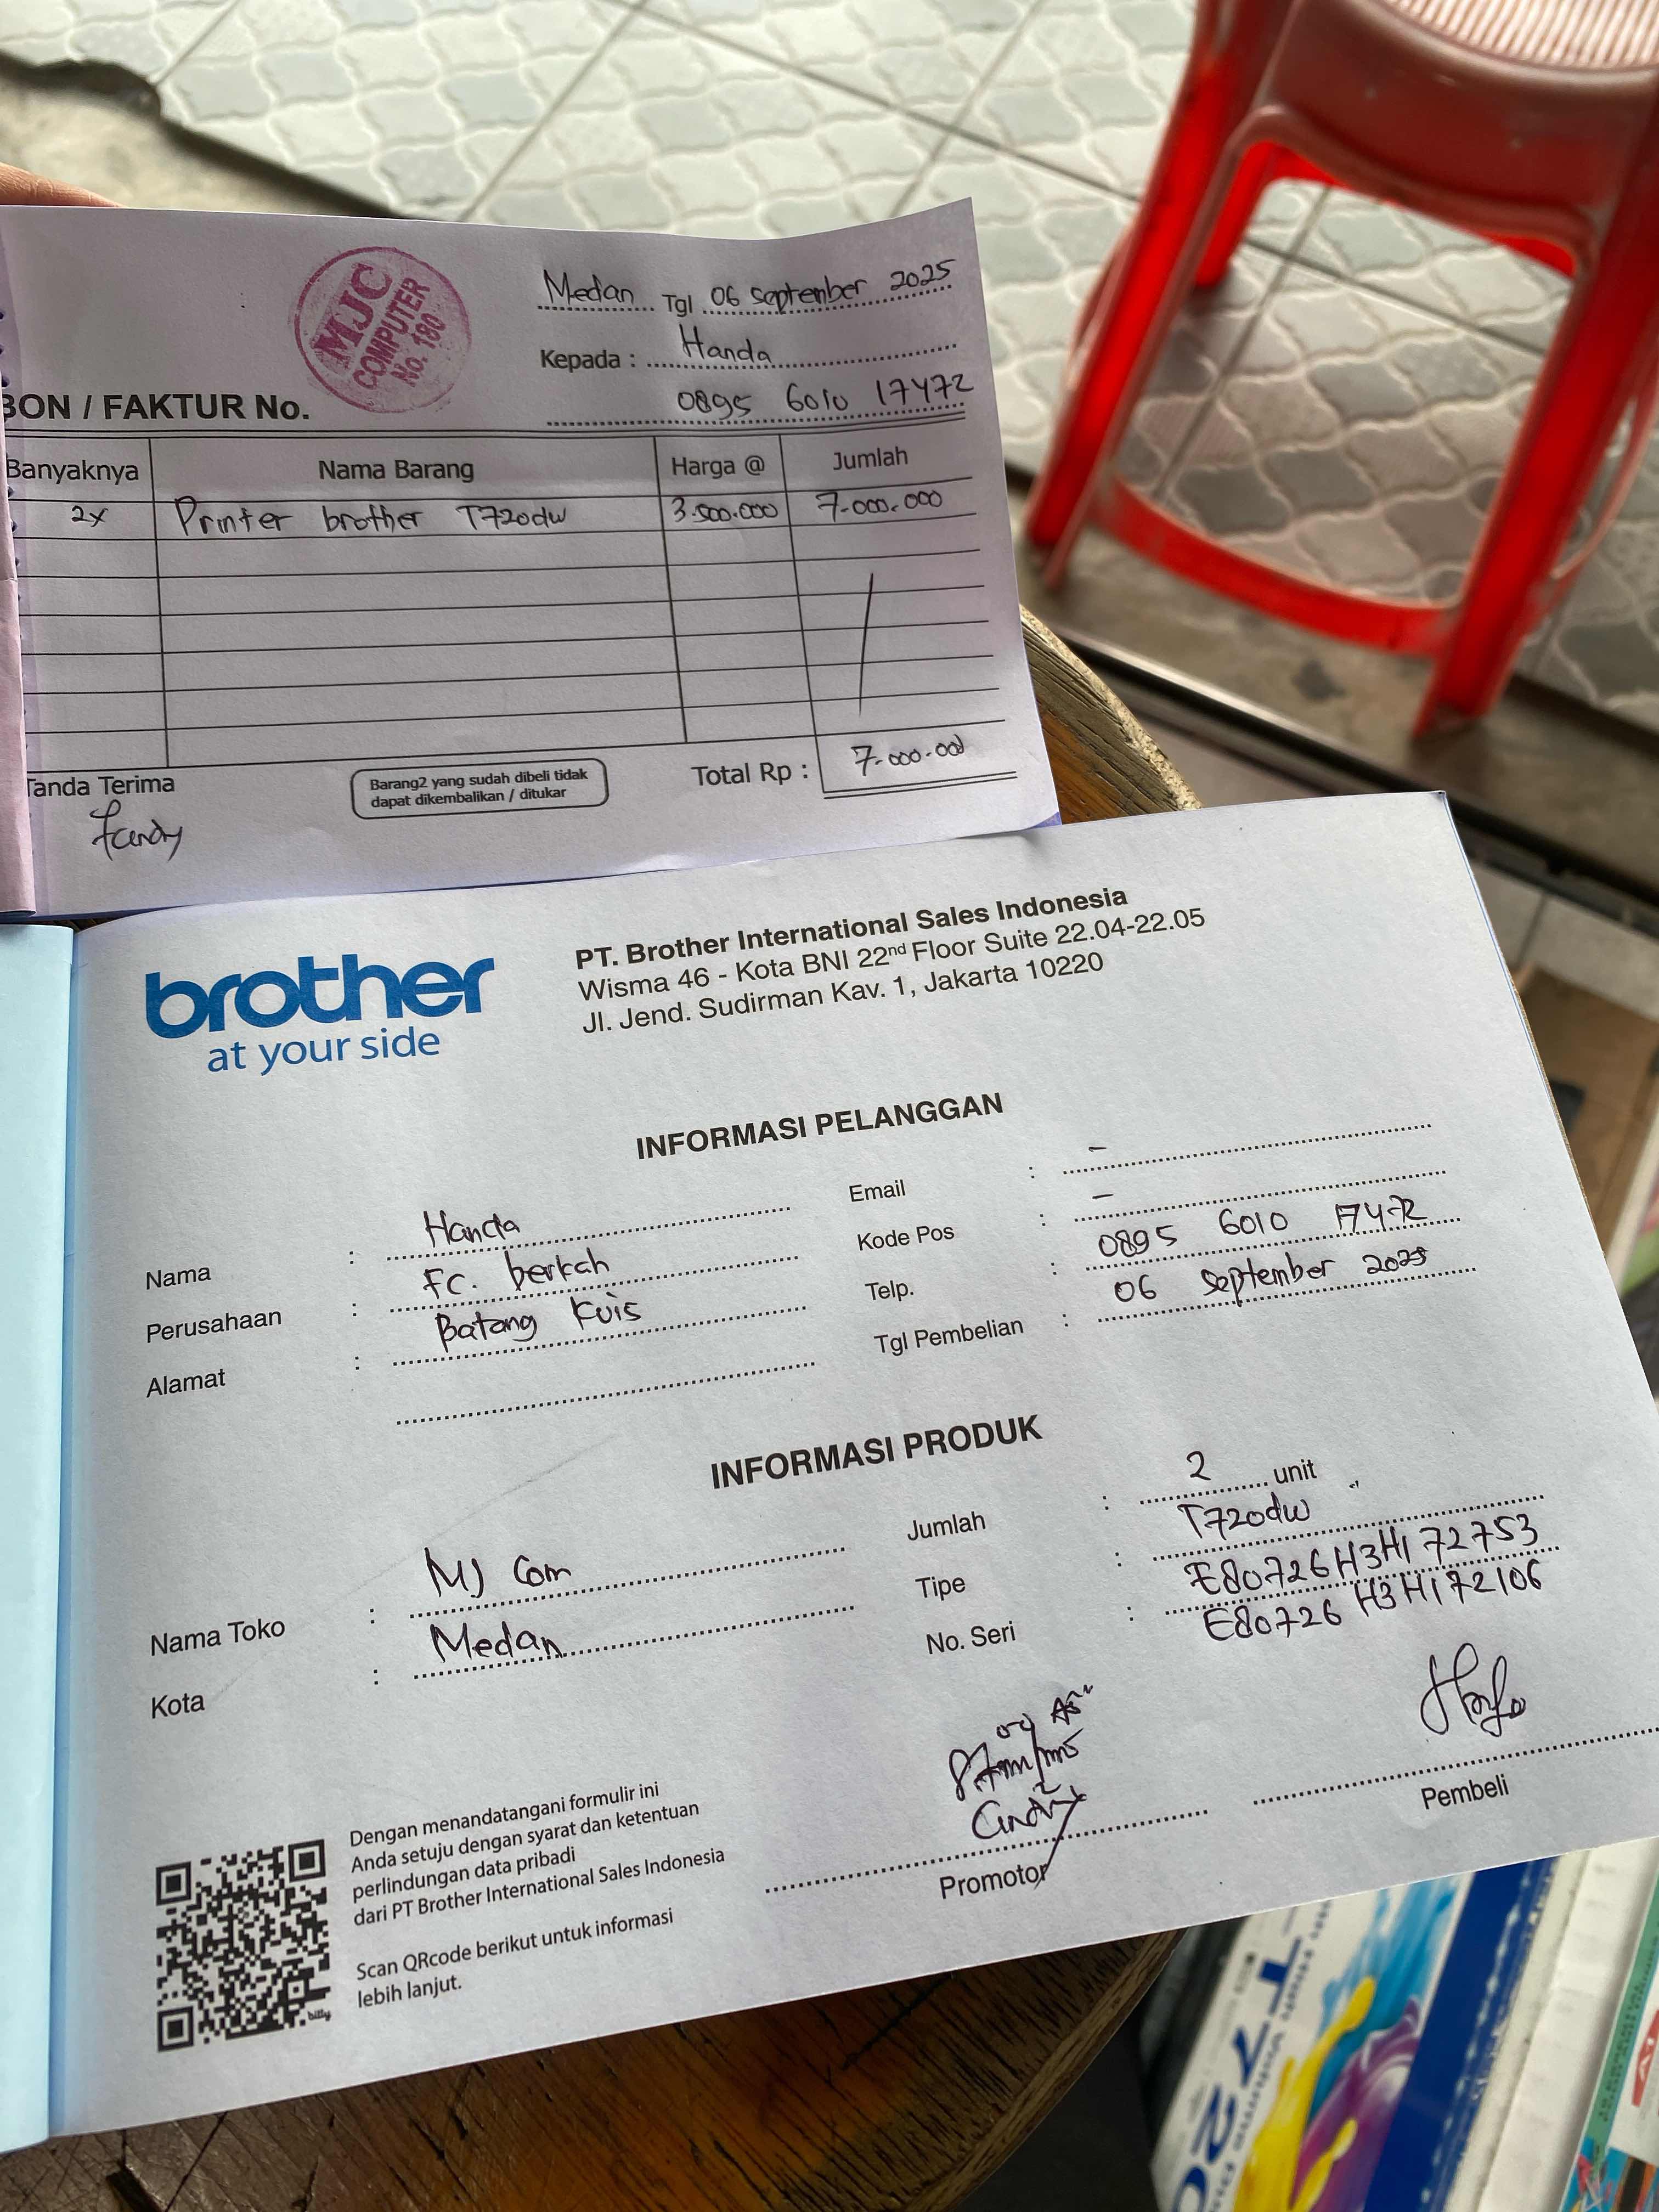 MJC
COMPUTER
No. 180
Medan Tgl 06 September 2025
Kepada : Handa
0895 6010 17472
BON / FAKTUR No.
Banyaknya Nama Barang Harga @ Jumlah
2x Printer brother T720dw 3.500.000 7.000.000
Tanda Terima
Barang2 yang sudah dibeli tidak
dapat dikembalikan / ditukar
Total Rp : 7.000.000
brother
at your side
PT. Brother International Sales Indonesia
Wisma 46 - Kota BNI 22nd Floor Suite 22.04-22.05
Jl. Jend. Sudirman Kav. 1, Jakarta 10220
INFORMASI PELANGGAN
Nama : Handa
Perusahaan : Fc. berkah
Alamat : Batang Kuis
Email : -
Kode Pos : -
Telp. : 0895 6010 17472
Tgl Pembelian : 06 September 2025
INFORMASI PRODUK
Nama Toko : MJ Com
Kota : Medan
Jumlah : 2 unit
Tipe : T720dw
No. Seri : E80726H3H172753
E80726H3H172106
Dengan menandatangani formulir ini
Anda setuju dengan syarat dan ketentuan
perlindungan data pribadi
dari PT Brother International Sales Indonesia
Scan QRcode berikut untuk informasi
lebih lanjut.
bitly
Cindy
Promotor
Pembeli
T720